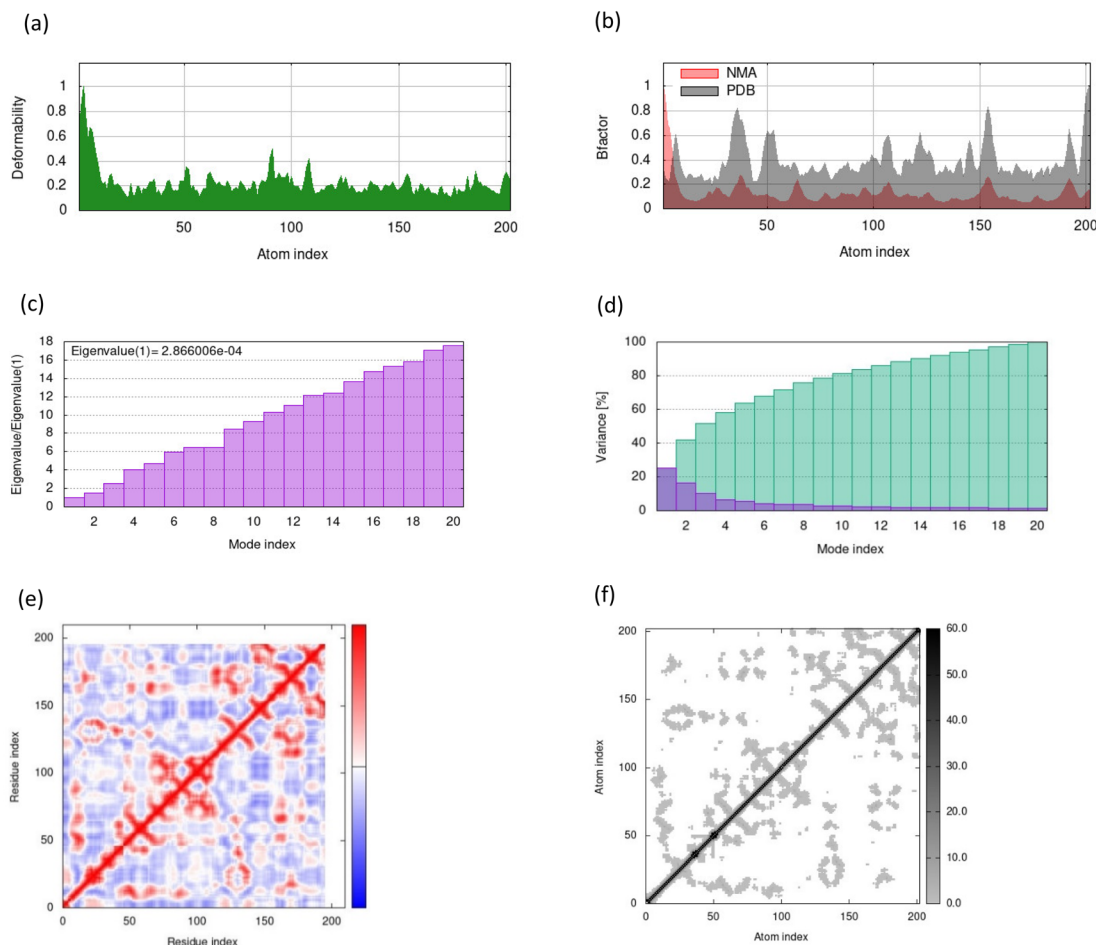 (a)
Deformability
1
0.8
0.6
0.4
0.2
0
50
100
150
200
Atom index
(b)
Bfactor
1
0.8
0.6
0.4
0.2
0
NMA
PDB
50
100
150
200
Atom index
(c)
Eigenvalue/Eigenvalue(1)
18
16
14
12
10
8
6
4
2
0
Eigenvalue(1)= 2.866006e-04
2 4 6 8 10 12 14 16 18 20
Mode index
(d)
Variance [%]
100
80
60
40
20
0
2 4 6 8 10 12 14 16 18 20
Mode index
(e)
Residue index
200
150
100
50
0
0 50 100 150 200
Residue index
(f)
Atom index
200
150
100
50
0
0 50 100 150 200
Atom index
60.0
50.0
40.0
30.0
20.0
10.0
0.0